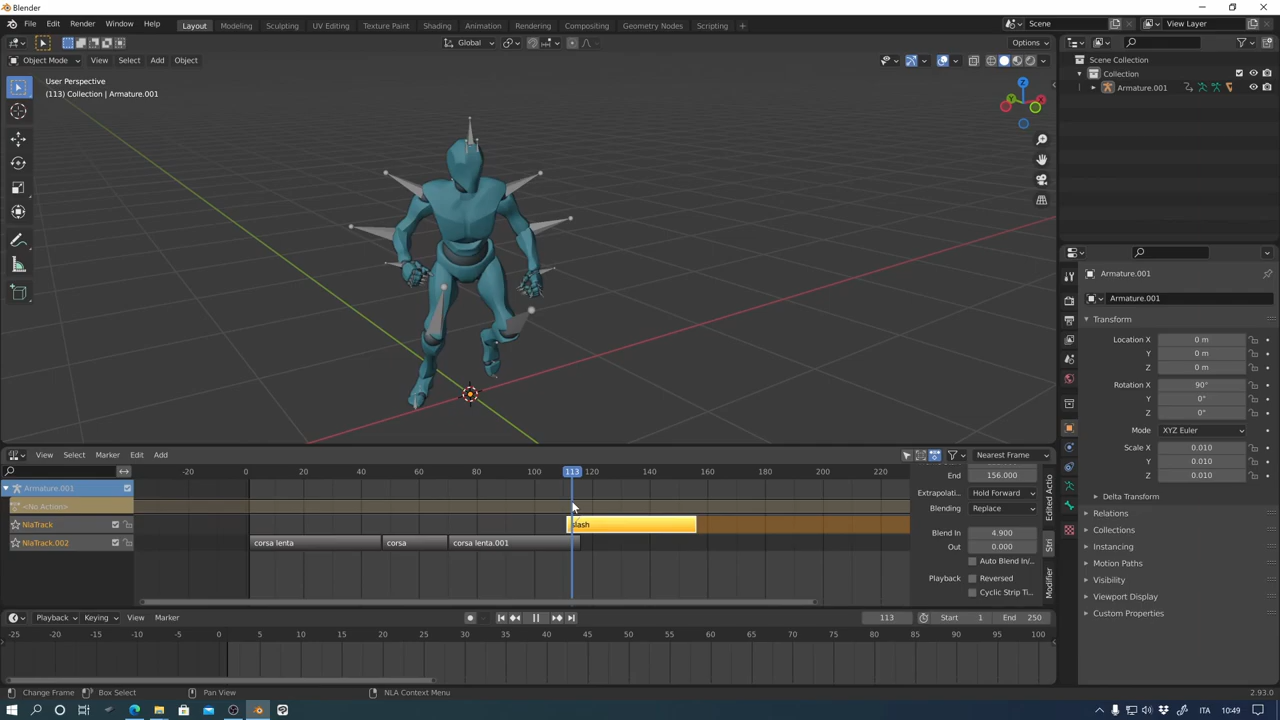 Blender
File Edit Render Window Help Layout Modeling Sculpting UV Editing Texture Paint Shading Animation Rendering Compositing Geometry Nodes Scripting + Scene View Layer
Global Options
Object Mode View Select Add Object
User Perspective
(113) Collection | Armature.001
Z
X
Y
Scene Collection
Collection
Armature.001
Armature.001
Armature.001
Transform
Location X 0 m
Y 0 m
Z 0 m
Rotation X 90°
Y 0°
Z 0°
Mode XYZ Euler
Scale X 0.010
Y 0.010
Z 0.010
Delta Transform
Relations
Collections
Instancing
Motion Paths
Visibility
Viewport Display
Custom Properties
View Select Marker Edit Add Nearest Frame
-20 0 20 40 60 80 100 113 120 140 160 180 200 220
Armature.001
<No Action>
NlaTrack
slash
NlaTrack.002
corsa lenta corsa corsa lenta.001
End 156.000
Extrapolati.. Hold Forward
Blending Replace
Blend In 4.900
Out 0.000
Auto Blend In/..
Playback Reversed
Cyclic Strip Ti...
Edited Actio
Stri
Modifier
Playback Keying View Marker 113 Start 1 End 250
-25 -20 -15 -10 -5 0 5 10 15 20 25 30 35 40 45 50 55 60 65 70 75 80 85 90 95 100
Change Frame Box Select Pan View NLA Context Menu 2.93.0
ITA 10:49